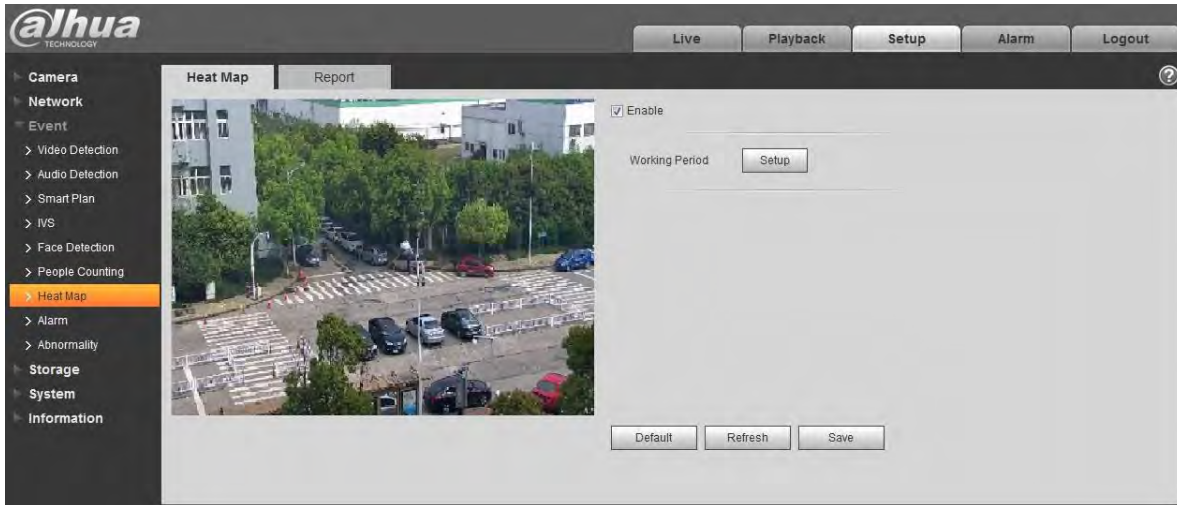 alhua
TECHNOLOGY
Live
Playback
Setup
Alarm
Logout
Camera
Network
Event
> Video Detection
> Audio Detection
> Smart Plan
> IVS
> Face Detection
> People Counting
> Heat Map
> Alarm
> Abnormality
Storage
System
Information
Heat Map
Report
?
Enable
Working Period
Setup
Default
Refresh
Save